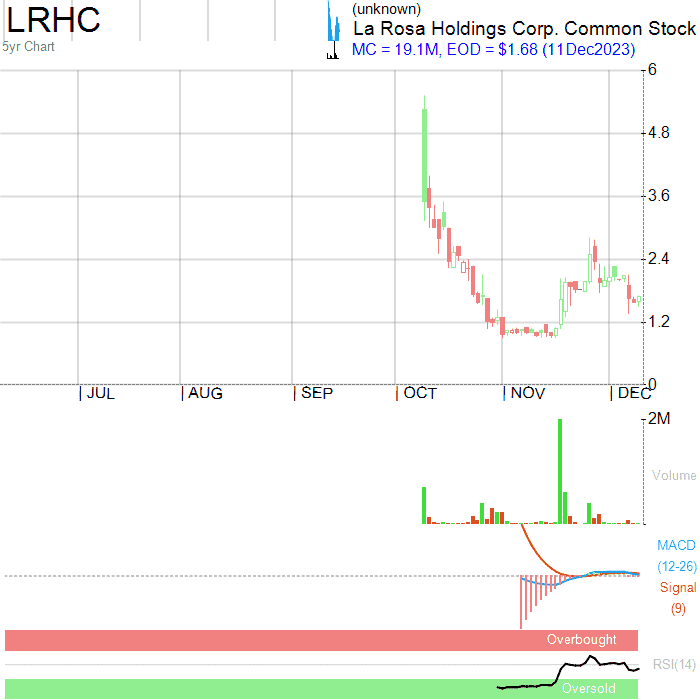 LRHC
(unknown)
La Rosa Holdings Corp. Common Stock
5yr Chart
MC = 19.1M, EOD = $1.68 (11Dec2023)
6
4.8
3.6
2.4
1.2
0
| JUL | AUG | SEP | OCT | NOV | DEC
2M
Volume
MACD
(12-26)
Signal
(9)
Overbought
RSI(14)
Oversold